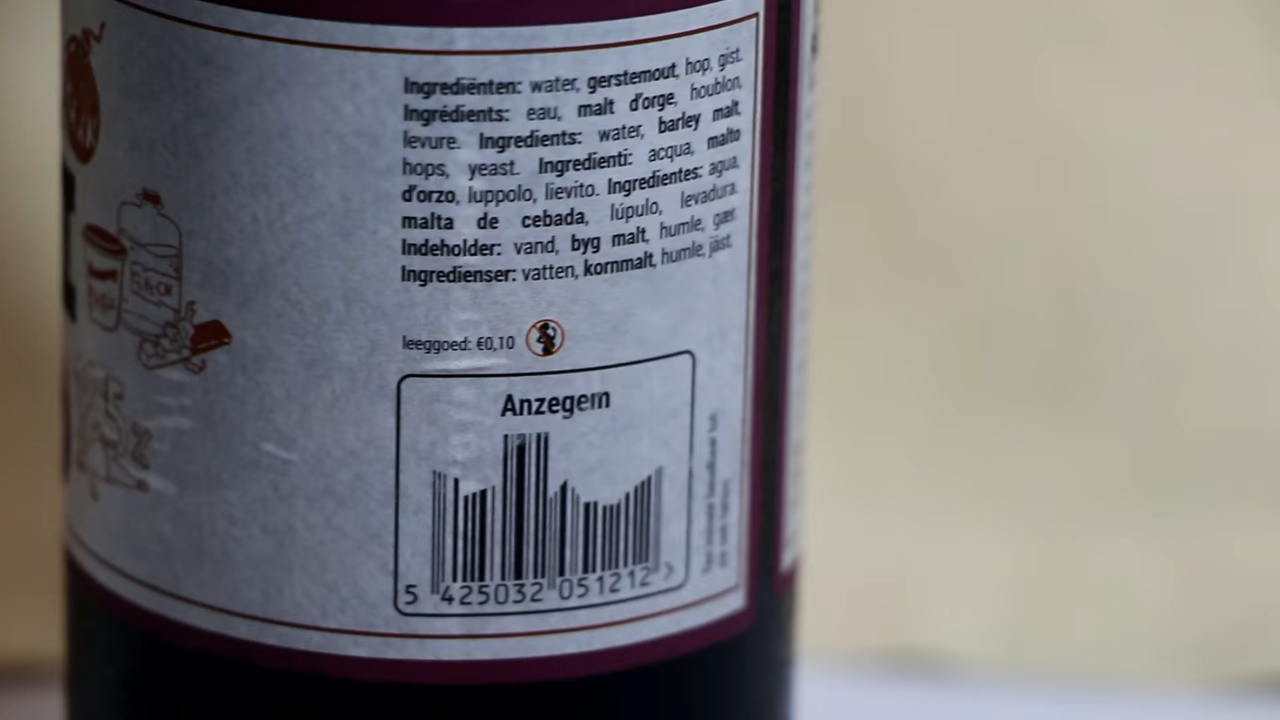 Ingrediënten: water, gerstemout, hop, gist.
Ingrédients: eau, malt d'orge, houblon,
levure. Ingredients: water, barley malt,
hops, yeast. Ingredienti: acqua, malto
d'orzo, luppolo, lievito. Ingredientes: agua,
malta de cebada, lúpulo, levadura.
Indeholder: vand, byg malt, humle, gær.
Ingredienser: vatten, kornmalt, humle, jäst.
leeggoed: €0,10
Anzegem
5 425032 051212 >